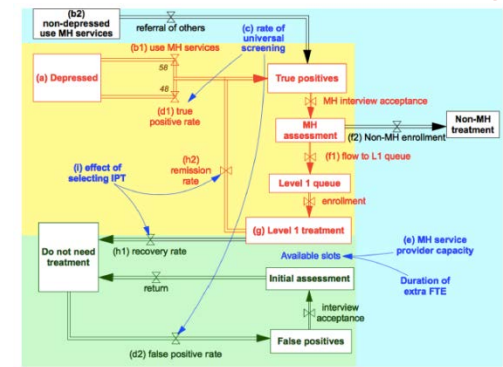 (b2)
non-depressed
use MH services
referral of others
(c) rate of
universal
screening
(b1) use MH services
58
(a) Depressed
48
(d1) true
positive rate
True positives
MH interview acceptance
MH
assessment
Non-MH
treatment
(f2) Non-MH enrollment
(f1) flow to L1 queue
(i) effect of
selecting IPT
(h2)
remission
rate
Level 1 queue
enrollment
(g) Level 1 treatment
Do not need
treatment
(h1) recovery rate
Available slots
(e) MH service
provider capacity
Initial assessment
return
Duration of
extra FTE
interview
acceptance
(d2) false positive rate
False positives